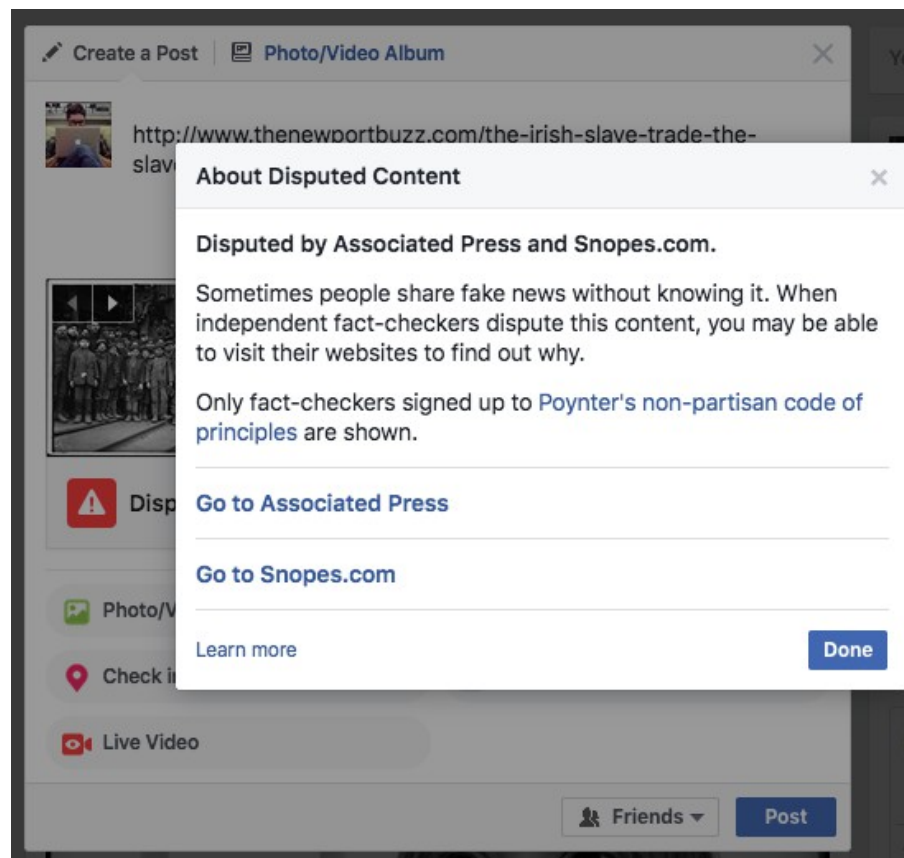 Create a Post
Photo/Video Album
http://www.thenewportbuzz.com/the-irish-slave-trade-the-
slav
About Disputed Content
Disputed by Associated Press and Snopes.com.
Sometimes people share fake news without knowing it. When
independent fact-checkers dispute this content, you may be able
to visit their websites to find out why.
Only fact-checkers signed up to Poynter's non-partisan code of
principles are shown.
Disp
Go to Associated Press
Go to Snopes.com
Photo/V
Learn more
Done
Check i
Live Video
Friends
Post